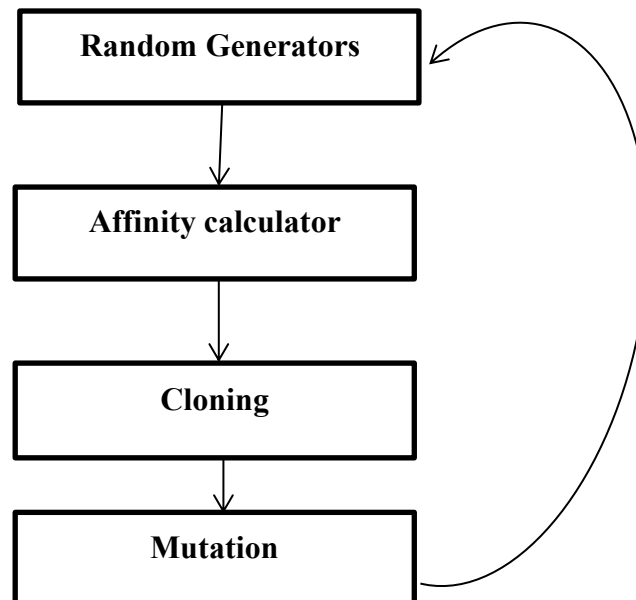 Random Generators
Affinity calculator
Cloning
Mutation